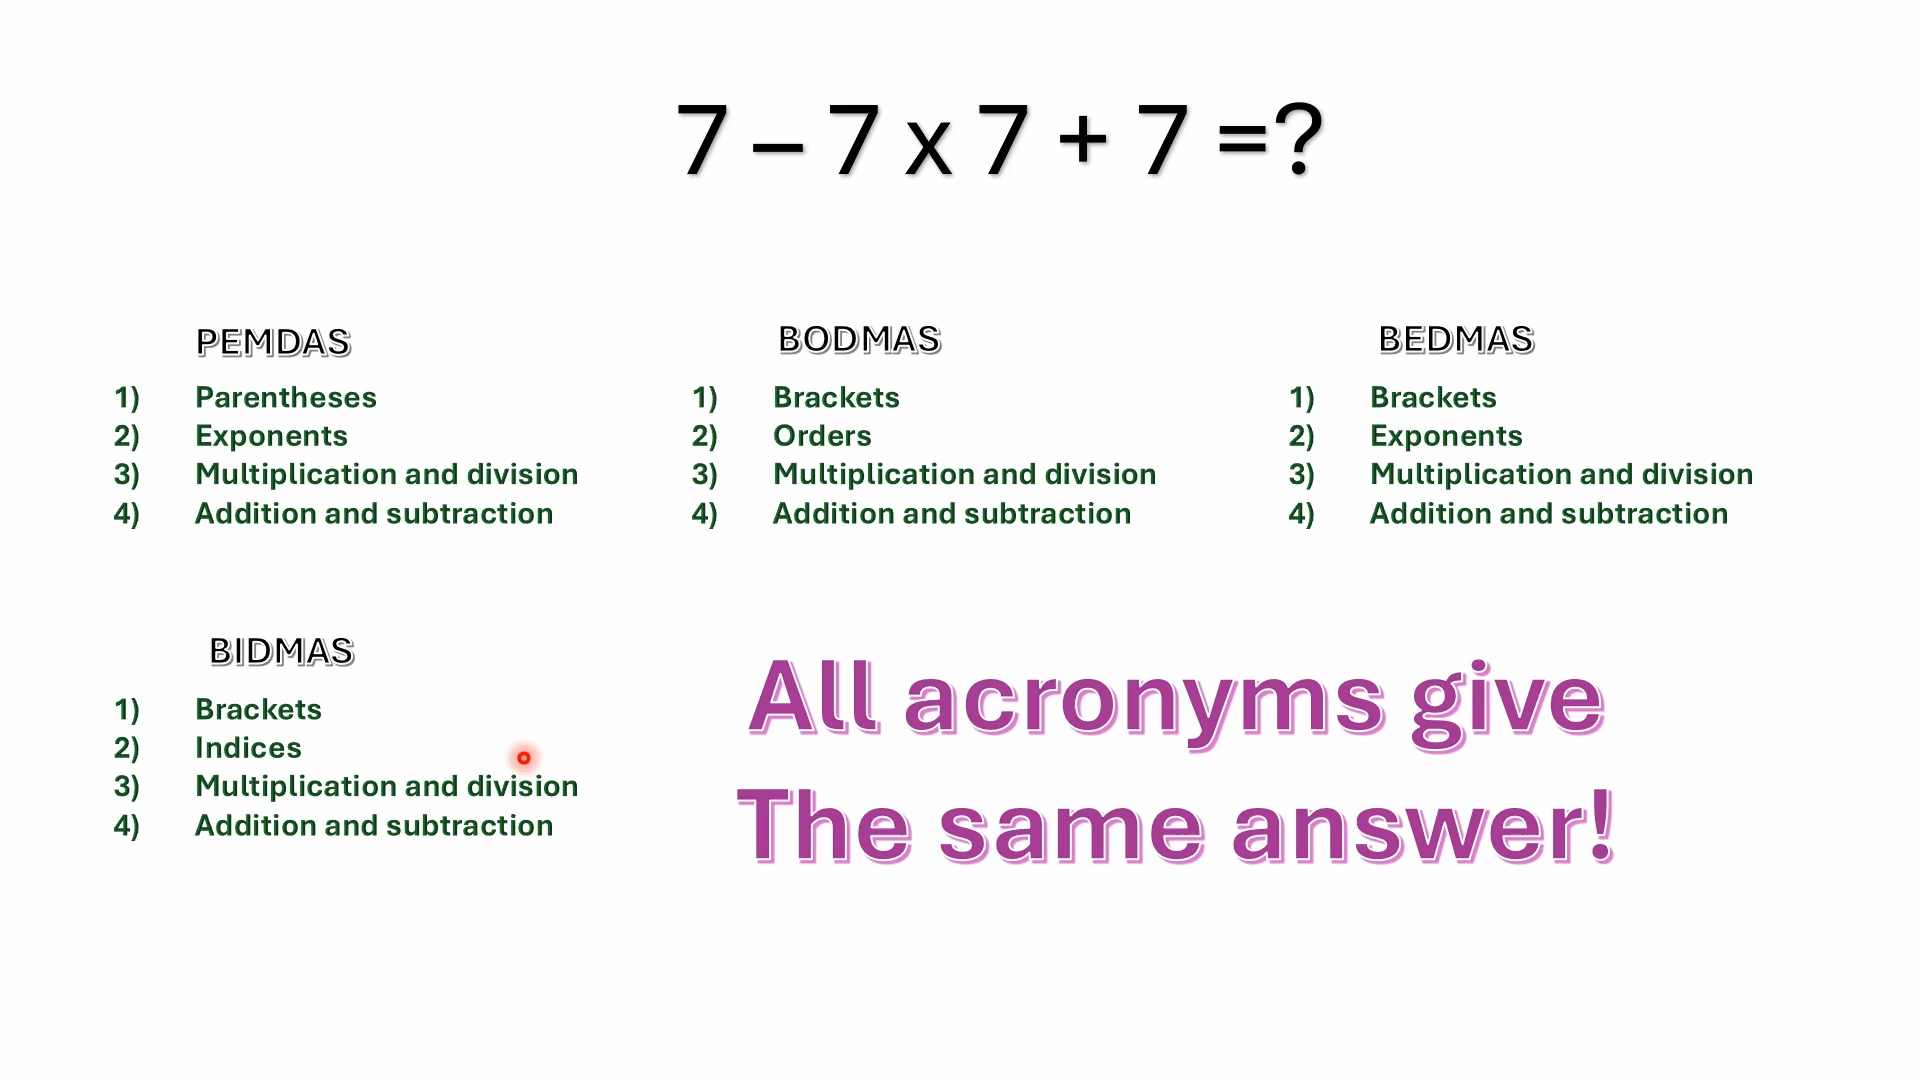 7 – 7 x 7 + 7 =?
PEMDAS
1) Parentheses
2) Exponents
3) Multiplication and division
4) Addition and subtraction
BODMAS
1) Brackets
2) Orders
3) Multiplication and division
4) Addition and subtraction
BEDMAS
1) Brackets
2) Exponents
3) Multiplication and division
4) Addition and subtraction
BIDMAS
1) Brackets
2) Indices
3) Multiplication and division
4) Addition and subtraction
All acronyms give
The same answer!